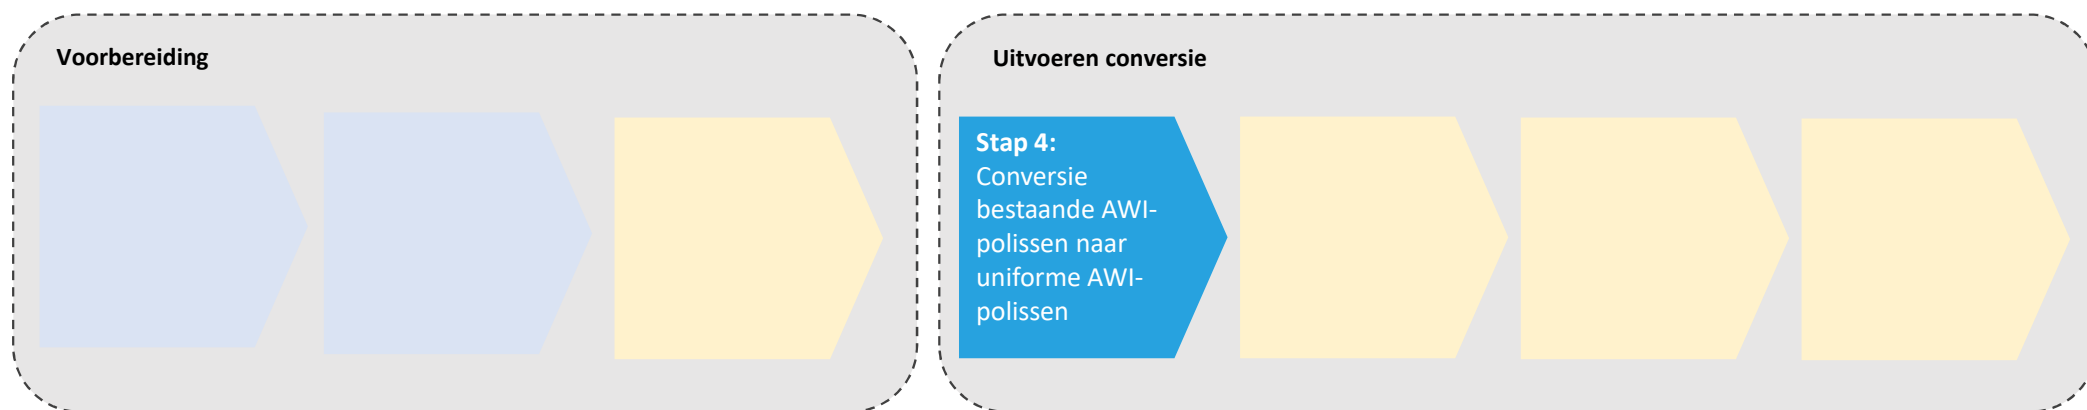 Voorbereiding
Uitvoeren conversie
Stap 4:
Conversie
bestaande AWI-
polissen naar
uniforme AWI-
polissen